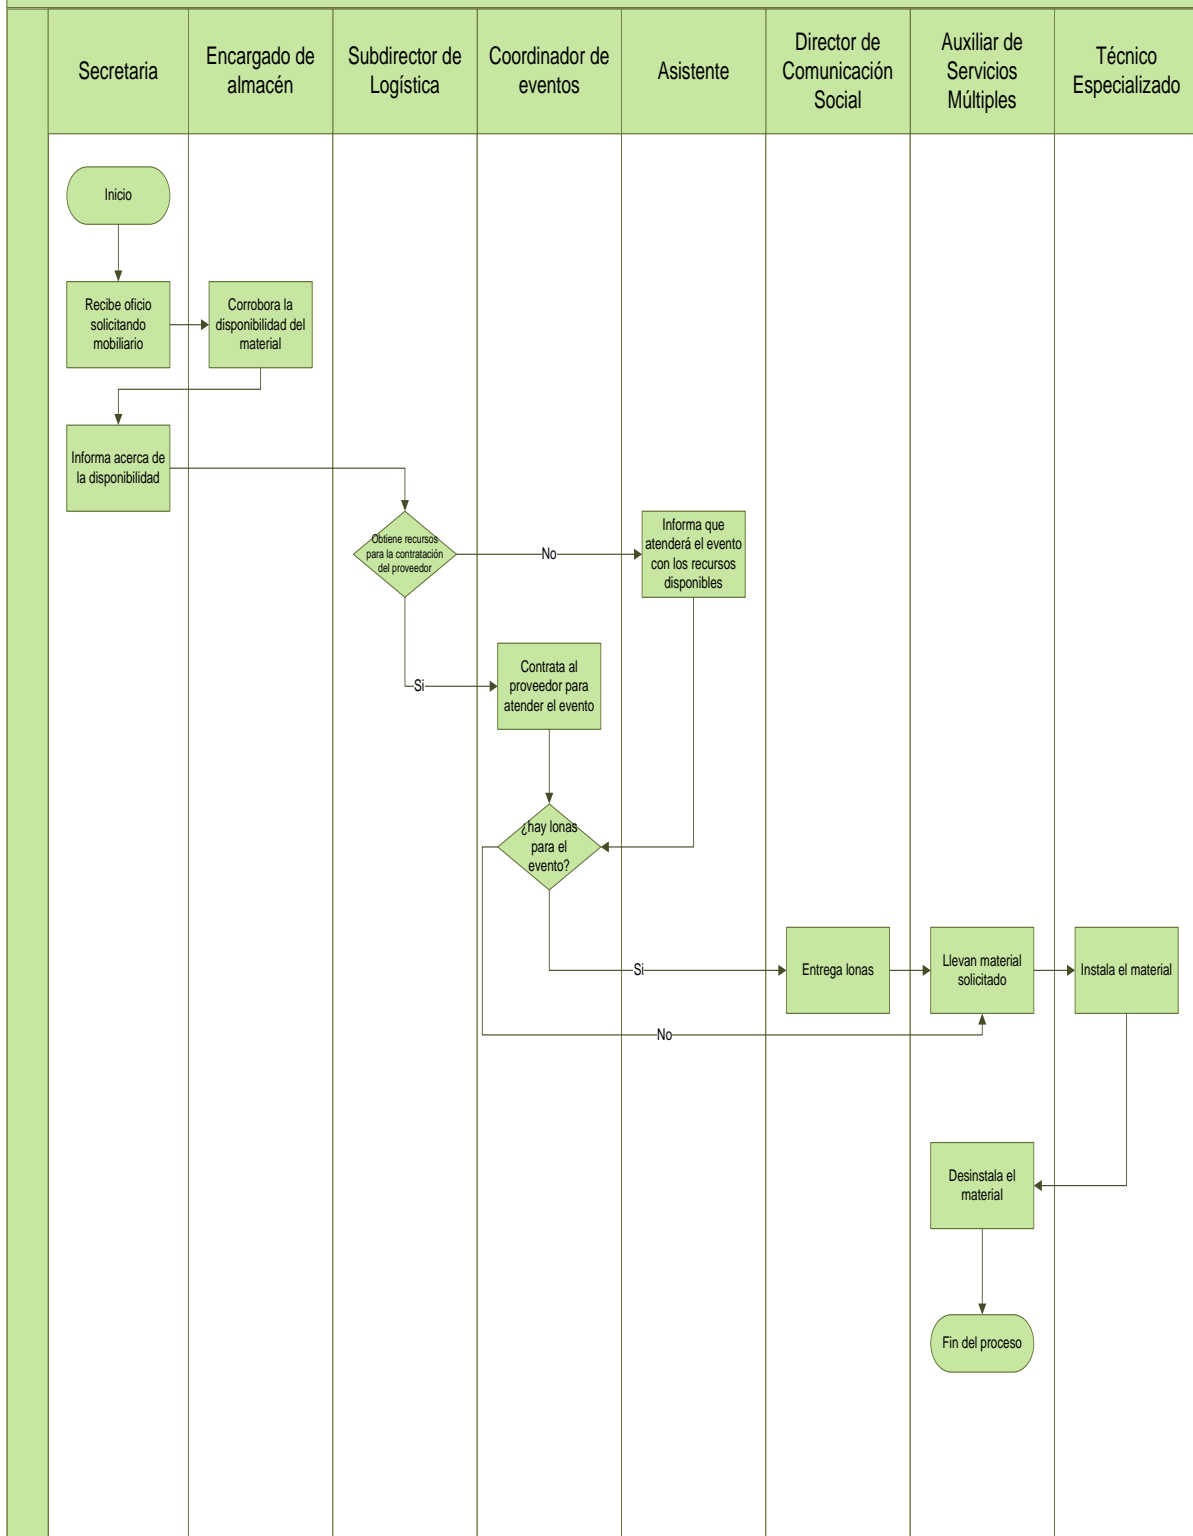 Secretaria
Encargado de
almacén
Subdirector de
Logística
Coordinador de
eventos
Asistente
Director de
Comunicación
Social
Auxiliar de
Servicios
Múltiples
Técnico
Especializado
Inicio
Recibe oficio
solicitando
mobiliario
Corrobora la
disponibilidad del
material
Informa acerca de
la disponibilidad
Obtiene recursos
para la contratación
del proveedor
No
Informa que
atenderá el evento
con los recursos
disponibles
Si
Contrata al
proveedor para
atender el evento
¿hay lonas
para el
evento?
Si
Entrega lonas
Llevan material
solicitado
Instala el material
No
Desinstala el
material
Fin del proceso